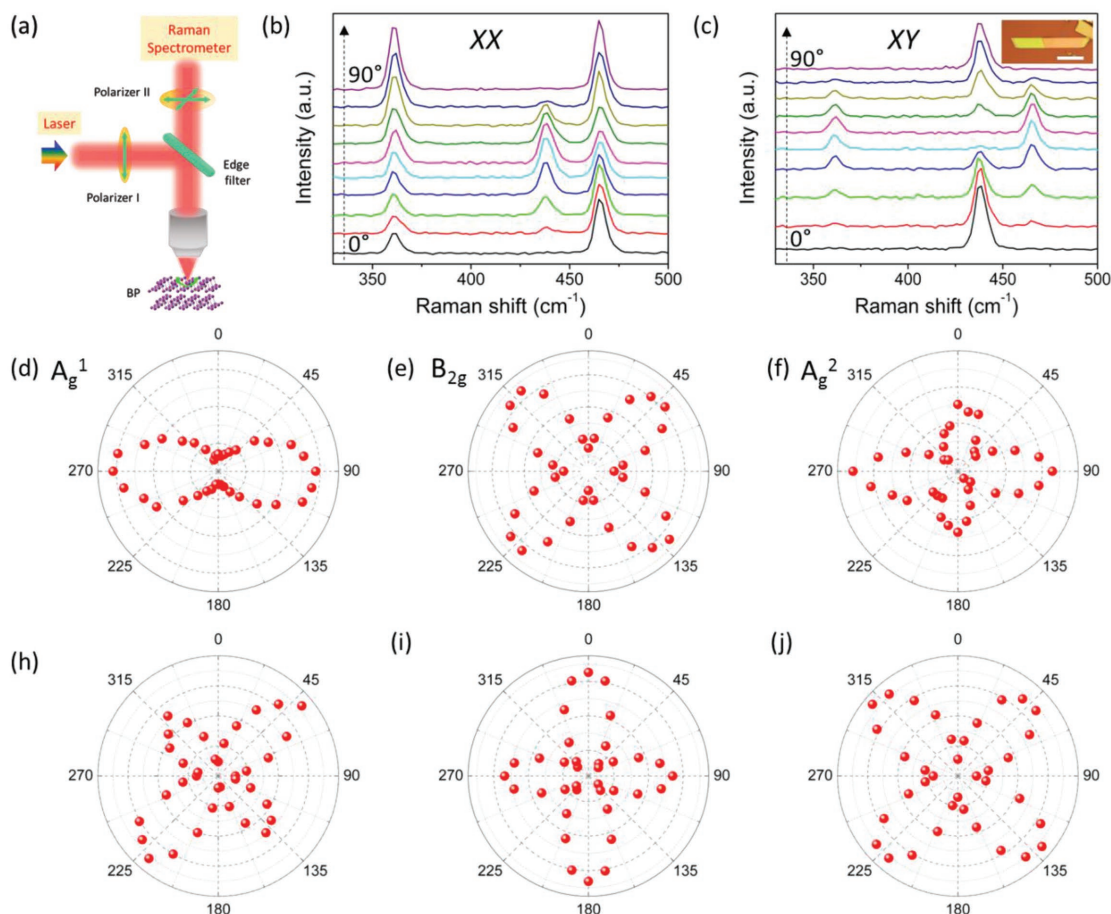 (a)
Raman
Spectrometer
Polarizer II
Laser
Polarizer I
Edge
filter
BP
(b)
XX
90°
0°
Intensity (a.u.)
350 400 450 500
Raman shift (cm⁻¹)
(c)
XY
90°
0°
Intensity (a.u.)
350 400 450 500
Raman shift (cm⁻¹)
(d) A_g¹
0
45
90
135
180
225
270
315
(e) B_2g
0
45
90
135
180
225
270
315
(f) A_g²
0
45
90
135
180
225
270
315
(h)
0
45
90
135
180
225
270
315
(i)
0
45
90
135
180
225
270
315
(j)
0
45
90
135
180
225
270
315